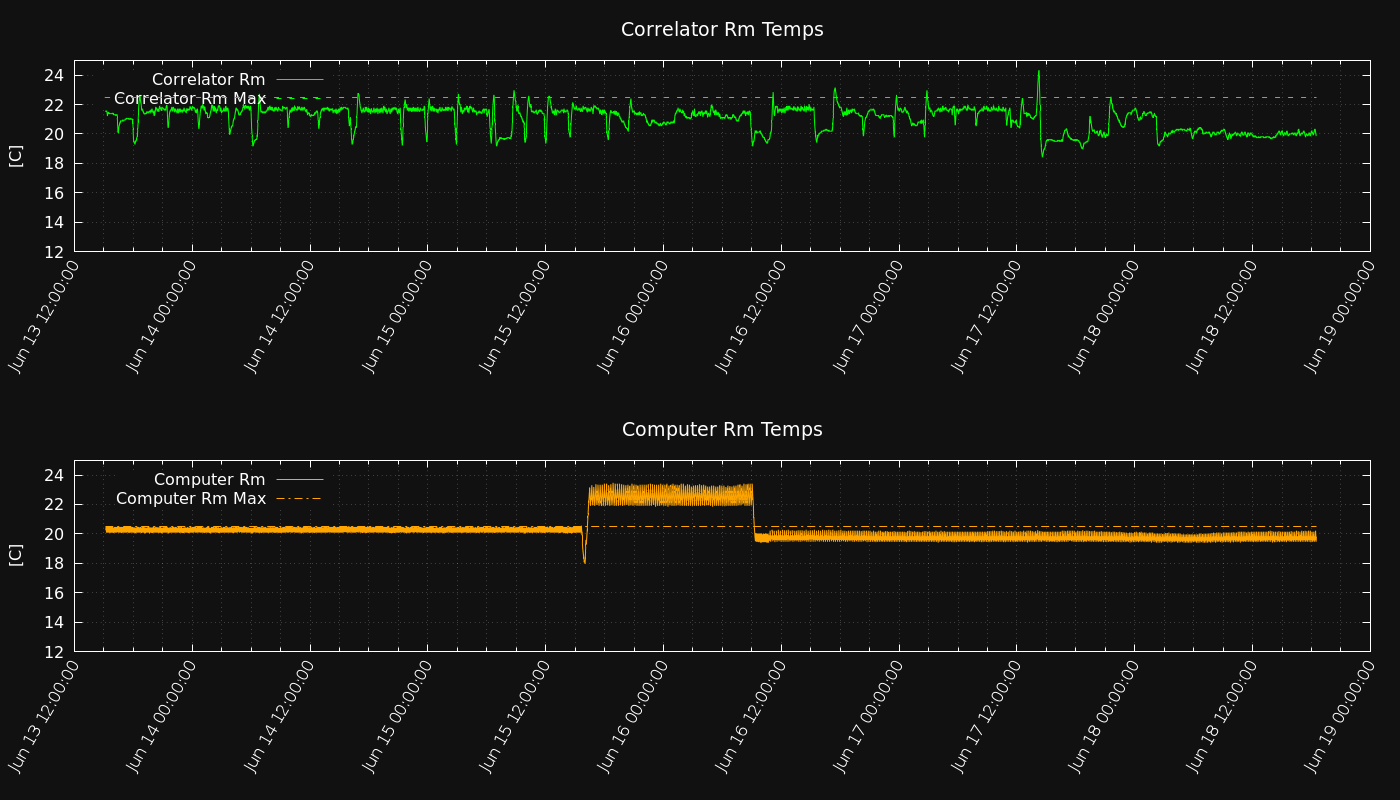 Correlator Rm Temps
Correlator Rm
Correlator Rm Max
24
22
20
18
16
14
12
[C]
Jun 13 12:00:00
Jun 14 00:00:00
Jun 14 12:00:00
Jun 15 00:00:00
Jun 15 12:00:00
Jun 16 00:00:00
Jun 16 12:00:00
Jun 17 00:00:00
Jun 17 12:00:00
Jun 18 00:00:00
Jun 18 12:00:00
Jun 19 00:00:00
Computer Rm Temps
Computer Rm
Computer Rm Max
24
22
20
18
16
14
12
[C]
Jun 13 12:00:00
Jun 14 00:00:00
Jun 14 12:00:00
Jun 15 00:00:00
Jun 15 12:00:00
Jun 16 00:00:00
Jun 16 12:00:00
Jun 17 00:00:00
Jun 17 12:00:00
Jun 18 00:00:00
Jun 18 12:00:00
Jun 19 00:00:00